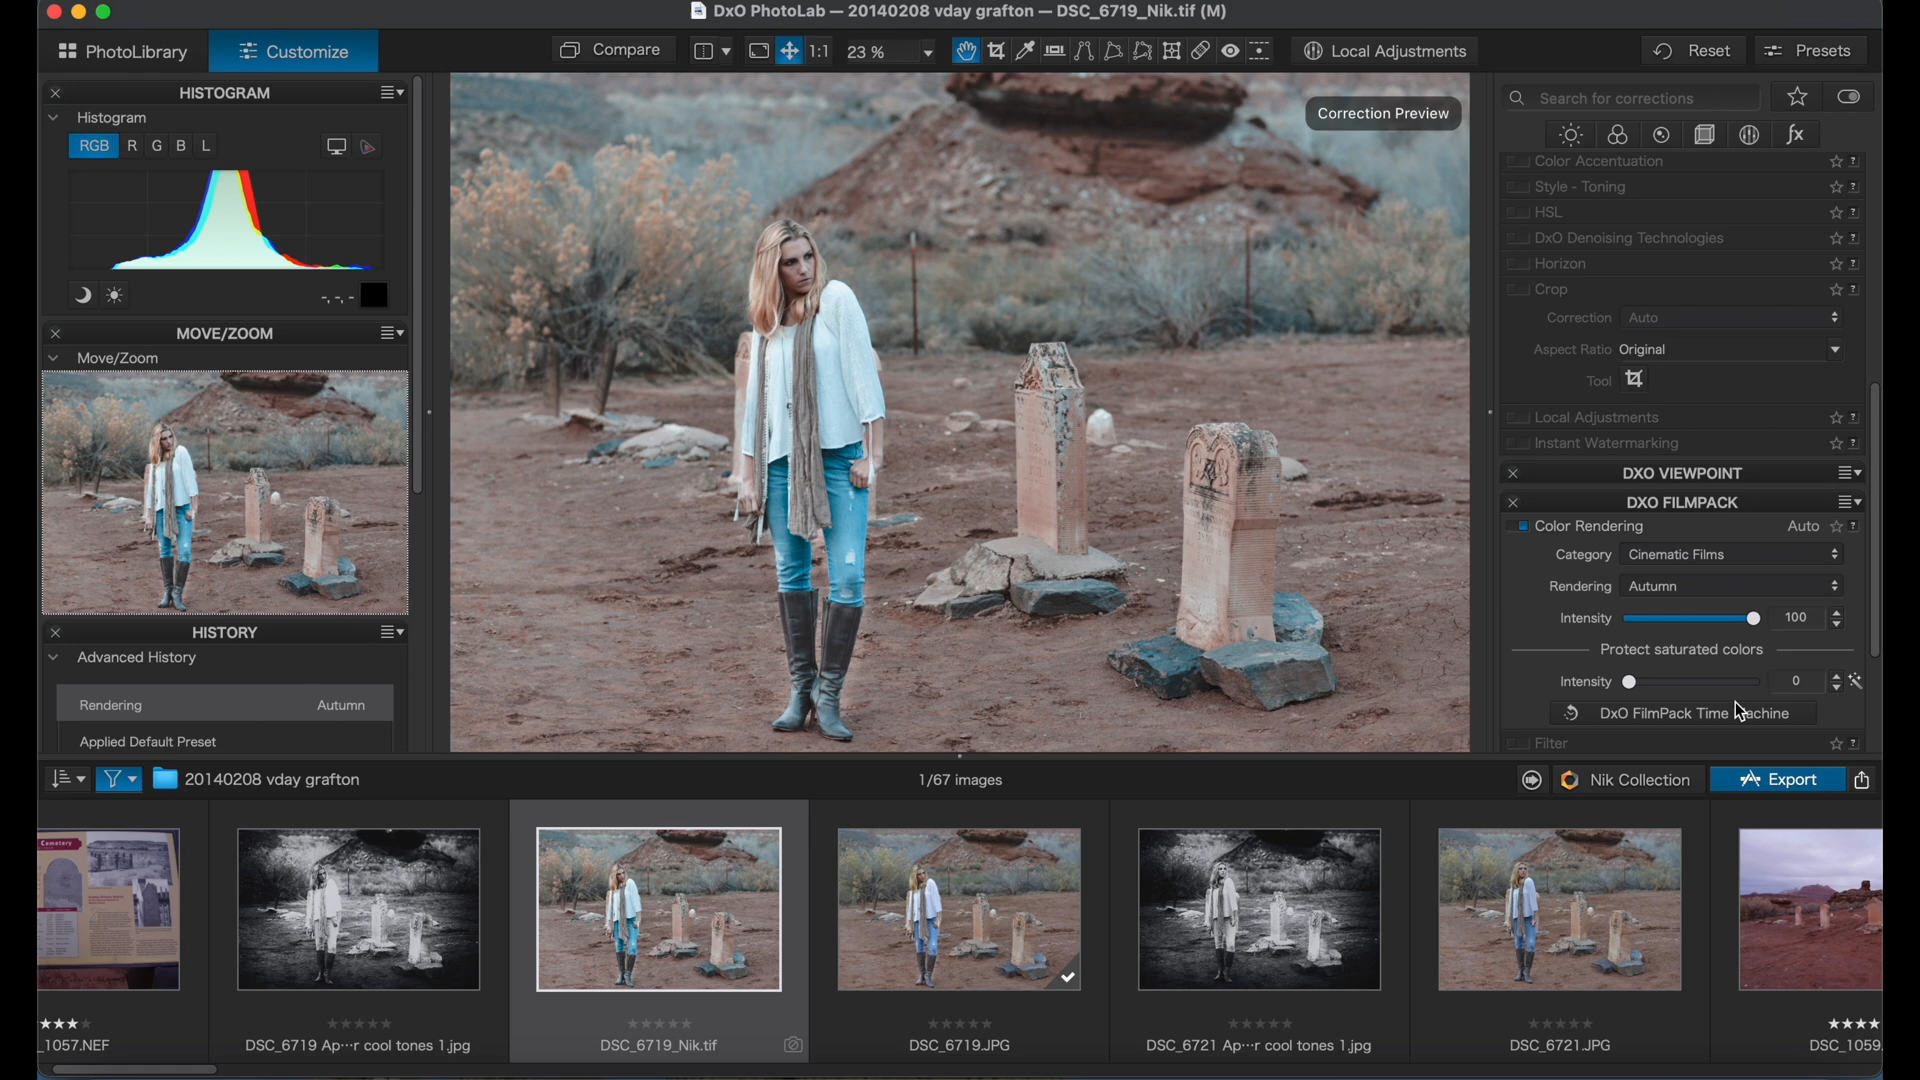 DxO PhotoLab — 20140208 vday grafton — DSC_6719_Nik.tif (M)
PhotoLibrary
Customize
Compare
1:1
23 %
Local Adjustments
Reset
Presets
HISTOGRAM
Histogram
RGB R G B L
-, -, -
MOVE/ZOOM
Move/Zoom
HISTORY
Advanced History
Rendering Autumn
Applied Default Preset
Correction Preview
Search for corrections
fx
Color Accentuation ?
Style - Toning ?
HSL ?
DxO Denoising Technologies ?
Horizon ?
Crop ?
Correction Auto
Aspect Ratio Original
Tool
Local Adjustments ?
Instant Watermarking ?
DXO VIEWPOINT
DXO FILMPACK
Color Rendering Auto ?
Category Cinematic Films
Rendering Autumn
Intensity 100
Protect saturated colors
Intensity 0
DxO FilmPack Time achine
Filter ?
20140208 vday grafton
1/67 images
Nik Collection
Export
Cemetery
_1057.NEF
DSC_6719 Ap···r cool tones 1.jpg
DSC_6719_Nik.tif
DSC_6719.JPG
DSC_6721 Ap···r cool tones 1.jpg
DSC_6721.JPG
DSC_1059.